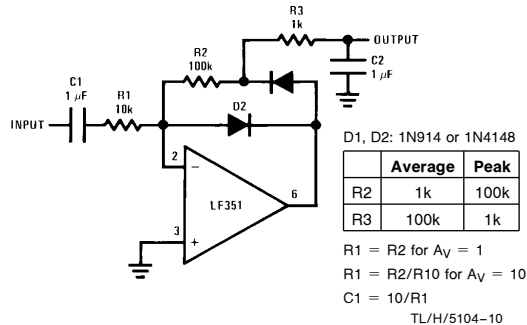 R3
1k
OUTPUT
R2
100k
C2
1 μF
C1
1 μF
R1
10k
INPUT
D2
D1, D2: 1N914 or 1N4148
2
−
LF351
6
3
+
Average Peak
R2 1k 100k
R3 100k 1k
R1 = R2 for AV = 1
R1 = R2/R10 for AV = 10
C1 = 10/R1
TL/H/5104–10